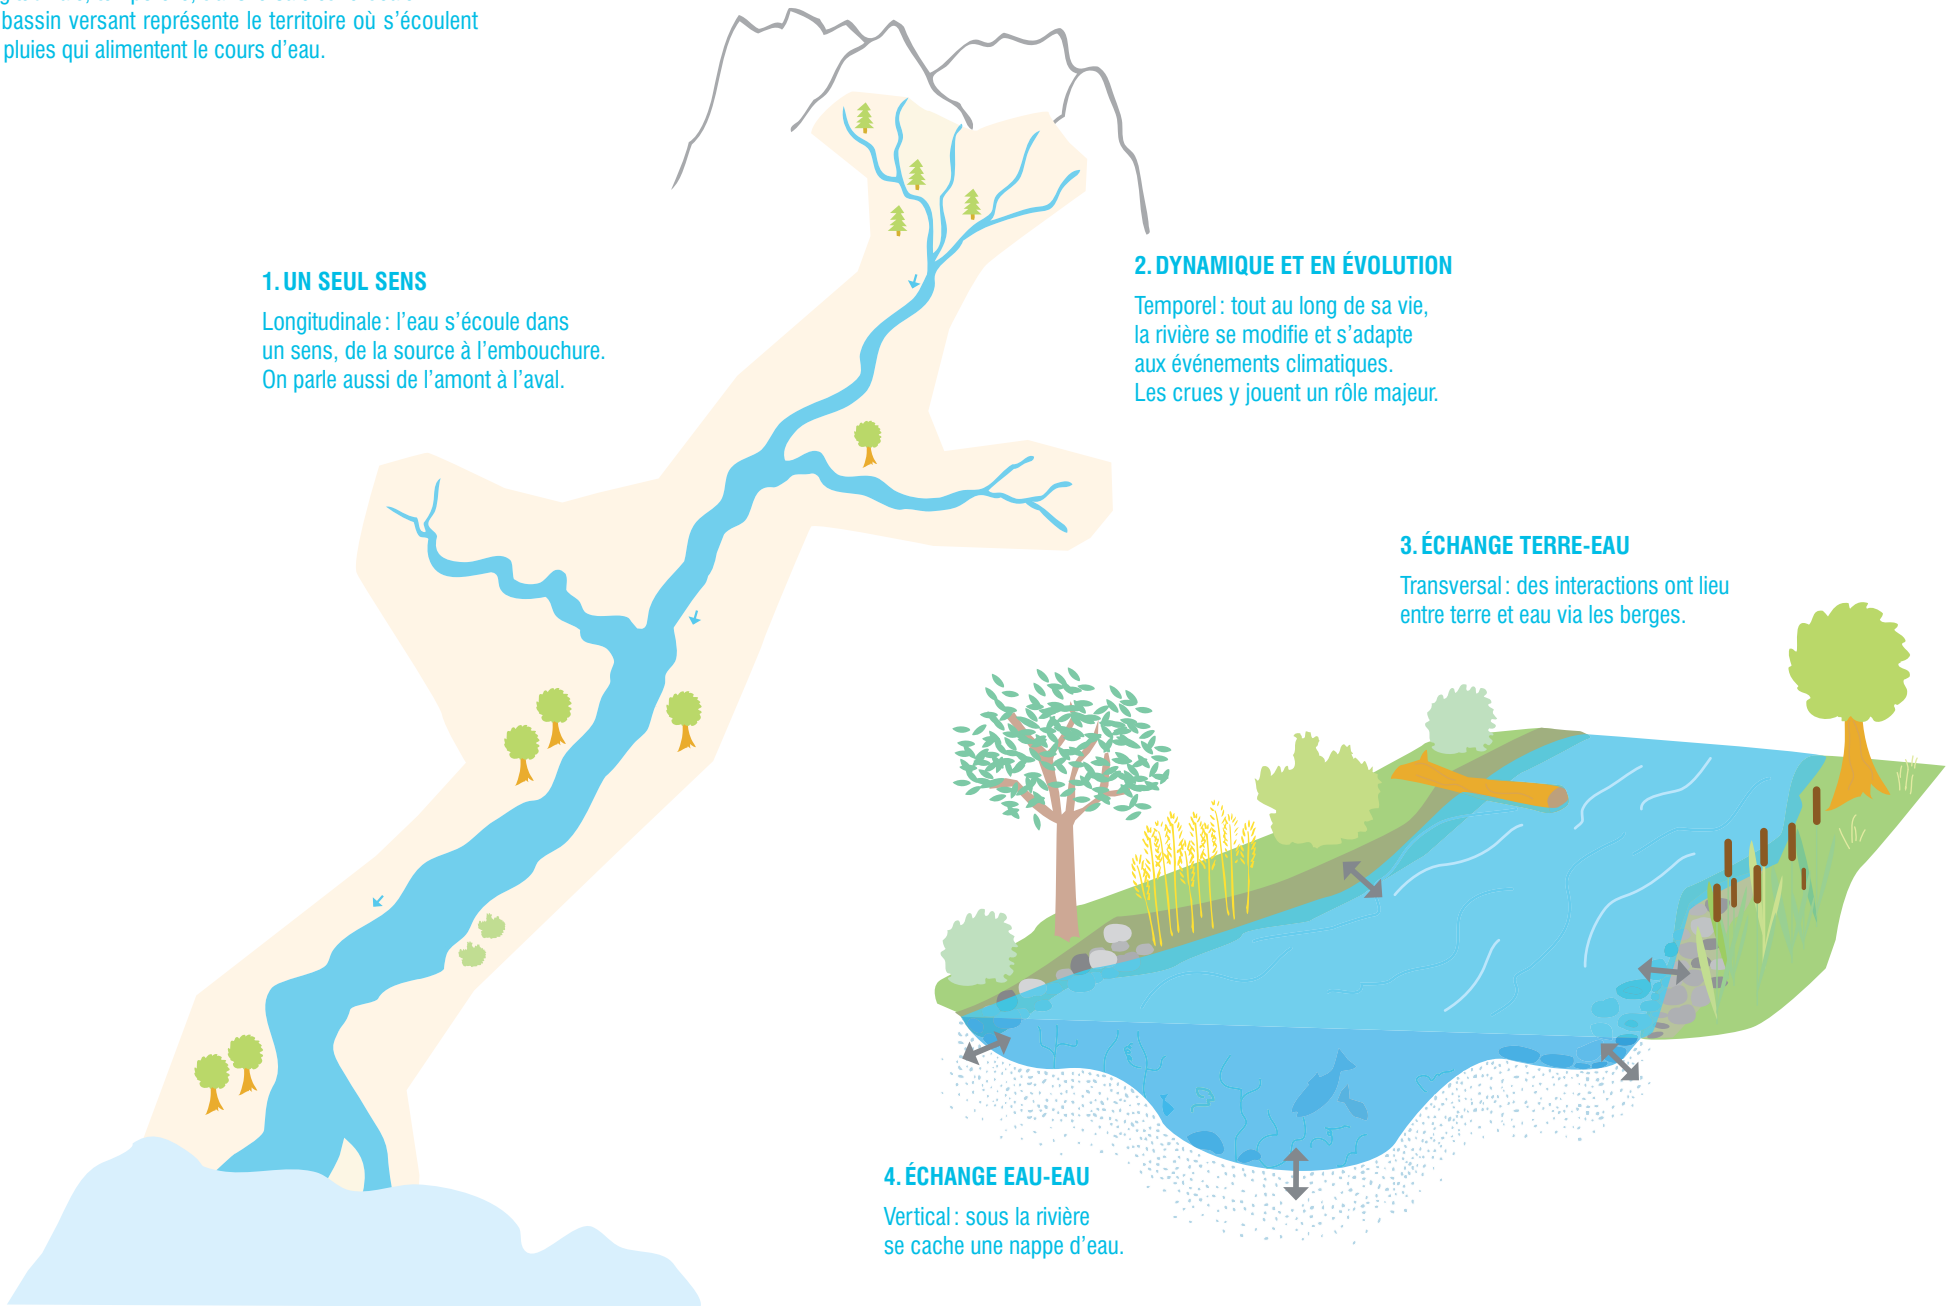 bassin versant représente le territoire où s’écoulent
pluies qui alimentent le cours d’eau.
1. UN SEUL SENS
Longitudinale : l’eau s’écoule dans
un sens, de la source à l’embouchure.
On parle aussi de l’amont à l’aval.
2. DYNAMIQUE ET EN ÉVOLUTION
Temporel : tout au long de sa vie,
la rivière se modifie et s’adapte
aux événements climatiques.
Les crues y jouent un rôle majeur.
3. ÉCHANGE TERRE-EAU
Transversal : des interactions ont lieu
entre terre et eau via les berges.
4. ÉCHANGE EAU-EAU
Vertical : sous la rivière
se cache une nappe d’eau.